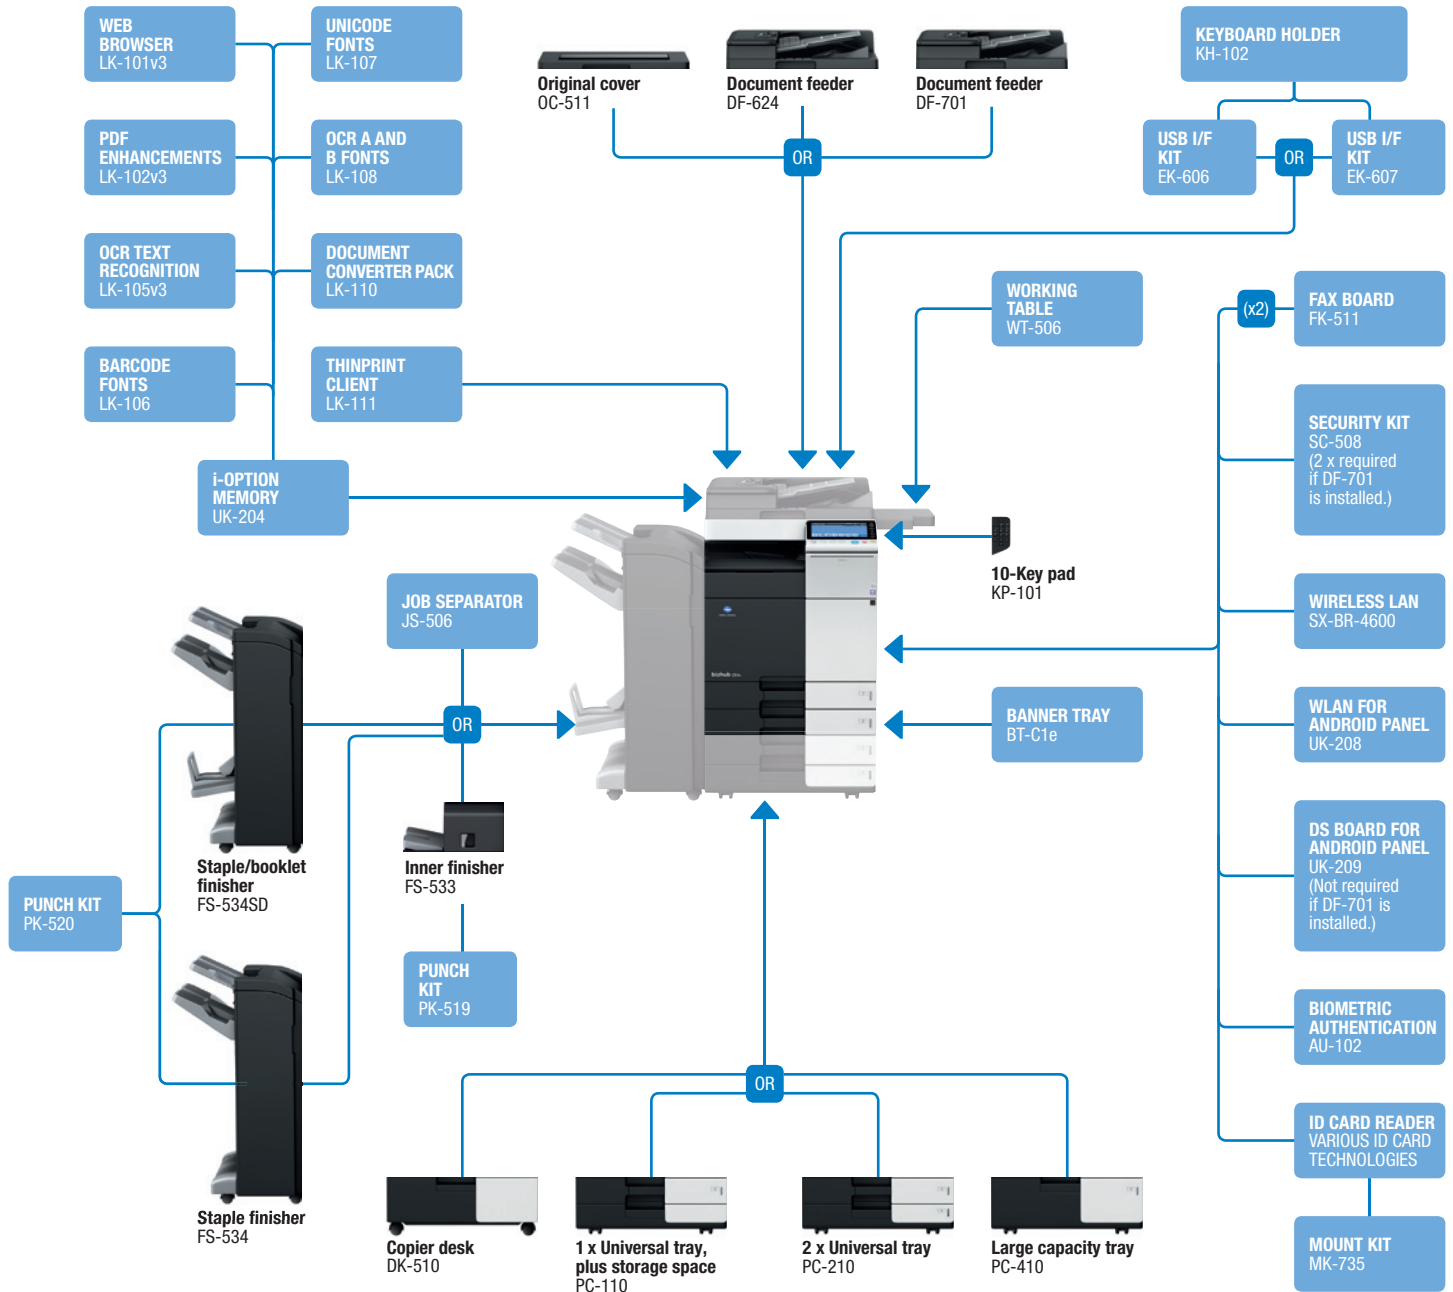 WEB
BROWSER
LK-101v3
UNICODE
FONTS
LK-107
PDF
ENHANCEMENTS
LK-102v3
OCR A AND
B FONTS
LK-108
OCR TEXT
RECOGNITION
LK-105v3
DOCUMENT
CONVERTER PACK
LK-110
BARCODE
FONTS
LK-106
THINPRINT
CLIENT
LK-111
i-OPTION
MEMORY
UK-204
Original cover
OC-511
Document feeder
DF-624
Document feeder
DF-701
OR
KEYBOARD HOLDER
KH-102
USB I/F
KIT
EK-606
OR
USB I/F
KIT
EK-607
WORKING
TABLE
WT-506
10-Key pad
KP-101
BANNER TRAY
BT-C1e
(x2)
FAX BOARD
FK-511
SECURITY KIT
SC-508
(2 x required
if DF-701
is installed.)
WIRELESS LAN
SX-BR-4600
WLAN FOR
ANDROID PANEL
UK-208
DS BOARD FOR
ANDROID PANEL
UK-209
(Not required
if DF-701 is
installed.)
BIOMETRIC
AUTHENTICATION
AU-102
ID CARD READER
VARIOUS ID CARD
TECHNOLOGIES
MOUNT KIT
MK-735
JOB SEPARATOR
JS-506
OR
bizhub
Staple/booklet
finisher
FS-534SD
Inner finisher
FS-533
PUNCH KIT
PK-520
PUNCH
KIT
PK-519
Staple finisher
FS-534
OR
Copier desk
DK-510
1 x Universal tray,
plus storage space
PC-110
2 x Universal tray
PC-210
Large capacity tray
PC-410